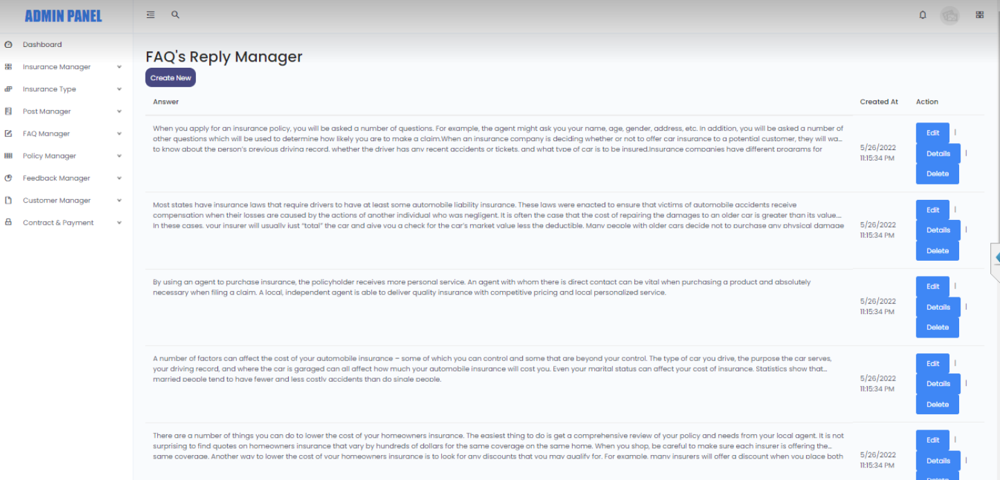 ADMIN PANEL
Dashboard
Insurance Manager
Insurance Type
Post Manager
FAQ Manager
Policy Manager
Feedback Manager
Customer Manager
Contract & Payment
FAQ's Reply Manager
Create New
Answer Created At Action
When you apply for an insurance policy, you will be asked a number of questions. For example, the agent might ask you your name, age, gender, address, etc. In addition, you will be asked a number of
other questions which will be used to determine how likely you are to make a claim.When an insurance company is deciding whether or not to offer car insurance to a potential customer, they will wa...
to know about the person's previous driving record, whether the driver has any recent accidents or tickets, and what type of car is to be insured.Insurance companies have different programs for
5/26/2022
11:15:34 PM
Edit |
Details |
Delete
Most states have insurance laws that require drivers to have at least some automobile liability insurance. These laws were enacted to ensure that victims of automobile accidents receive
compensation when their losses are caused by the actions of another individual who was negligent. It is often the case that the cost of repairing the damages to an older car is greater than its value....
In these cases, your insurer will usually just "total" the car and give you a check for the car's market value less the deductible. Many people with older cars decide not to purchase any physical damage
5/26/2022
11:15:34 PM
Edit |
Details |
Delete
By using an agent to purchase insurance, the policyholder receives more personal service. An agent with whom there is direct contact can be vital when purchasing a product and absolutely
necessary when filing a claim. A local, independent agent is able to deliver quality insurance with competitive pricing and local personalized service.
5/26/2022
11:15:34 PM
Edit |
Details |
Delete
A number of factors can affect the cost of your automobile insurance – some of which you can control and some that are beyond your control. The type of car you drive, the purpose the car serves,
your driving record, and where the car is garaged can all affect how much your automobile insurance will cost you. Even your marital status can affect your cost of insurance. Statistics show that...
married people tend to have fewer and less costly accidents than do single people.
5/26/2022
11:15:34 PM
Edit |
Details |
Delete
There are a number of things you can do to lower the cost of your homeowners insurance. The easiest thing to do is get a comprehensive review of your policy and needs from your local agent. It is not
surprising to find quotes on homeowners insurance that vary by hundreds of dollars for the same coverage on the same home. When you shop, be careful to make sure each insurer is offering the...
same coverage. Another way to lower the cost of your homeowners insurance is to look for any discounts that you may qualify for. For example, many insurers will offer a discount when you place both
5/26/2022
11:15:34 PM
Edit |
Details |
Delete